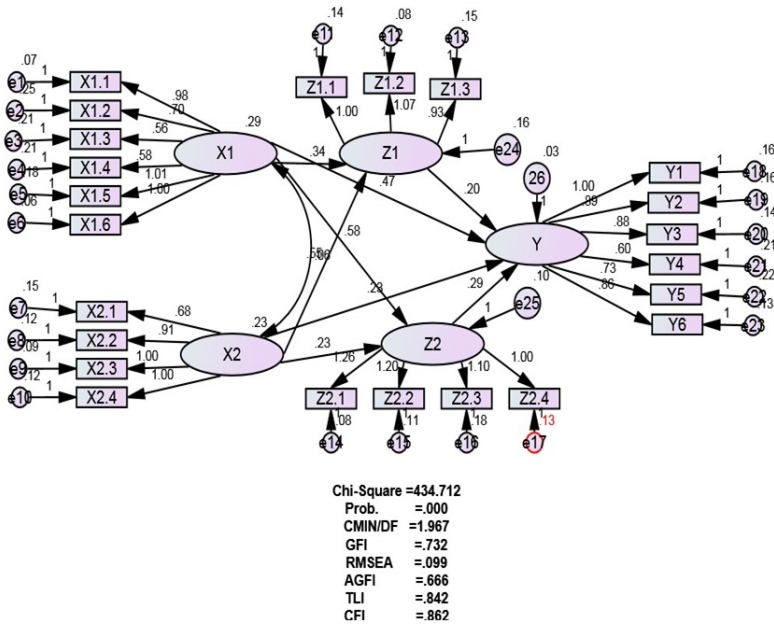 .14 .08 .15
e11 e12 e13
1 1 1
Z1.1 Z1.2 Z1.3
1.00 1.07 .93
.07
e1 1 X1.1 .98
.25
e2 1 X1.2 .70
.21
e3 1 X1.3 .56
.21
e4 1 X1.4 .58
.18
e5 1 X1.5 1.01
.06
e6 1 X1.6 1.00
.29
X1
.34
Z1
1 e24 .16
.47
.20
.58
26 .03
1
Y
1.00 Y1 1 e18 .16
.89 Y2 1 e19 .16
.88 Y3 1 e20 .14
.60 Y4 1 e21 .21
.73 Y5 1 e22 .22
.86 Y6 1 e23 .13
.15
e7 1 X2.1 .68
.12
e8 1 X2.2 .91
.09
e9 1 X2.3 1.00
.12
e10 1 X2.4 1.00
.23
X2
.23
.23
.29
Z2
1 e25 .10
1.26 1.20 1.10 1.00
Z2.1 Z2.2 Z2.3 Z2.4
1 .08 1 .11 1 .18 1 .13
e14 e15 e16 e17
Chi-Square =434.712
Prob. =.000
CMIN/DF =1.967
GFI =.732
RMSEA =.099
AGFI =.666
TLI =.842
CFI =.862